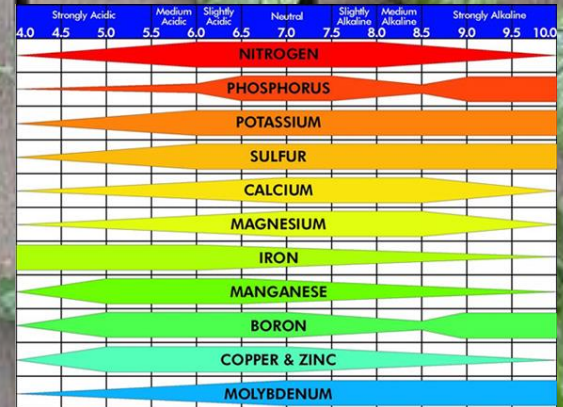 Strongly Acidic Medium Acidic Slightly Acidic Neutral Slightly Alkaline Medium Alkaline Strongly Alkaline
4.0 4.5 5.0 5.5 6.0 6.5 7.0 7.5 8.0 8.5 9.0 9.5 10.0
NITROGEN
PHOSPHORUS
POTASSIUM
SULFUR
CALCIUM
MAGNESIUM
IRON
MANGANESE
BORON
COPPER & ZINC
MOLYBDENUM